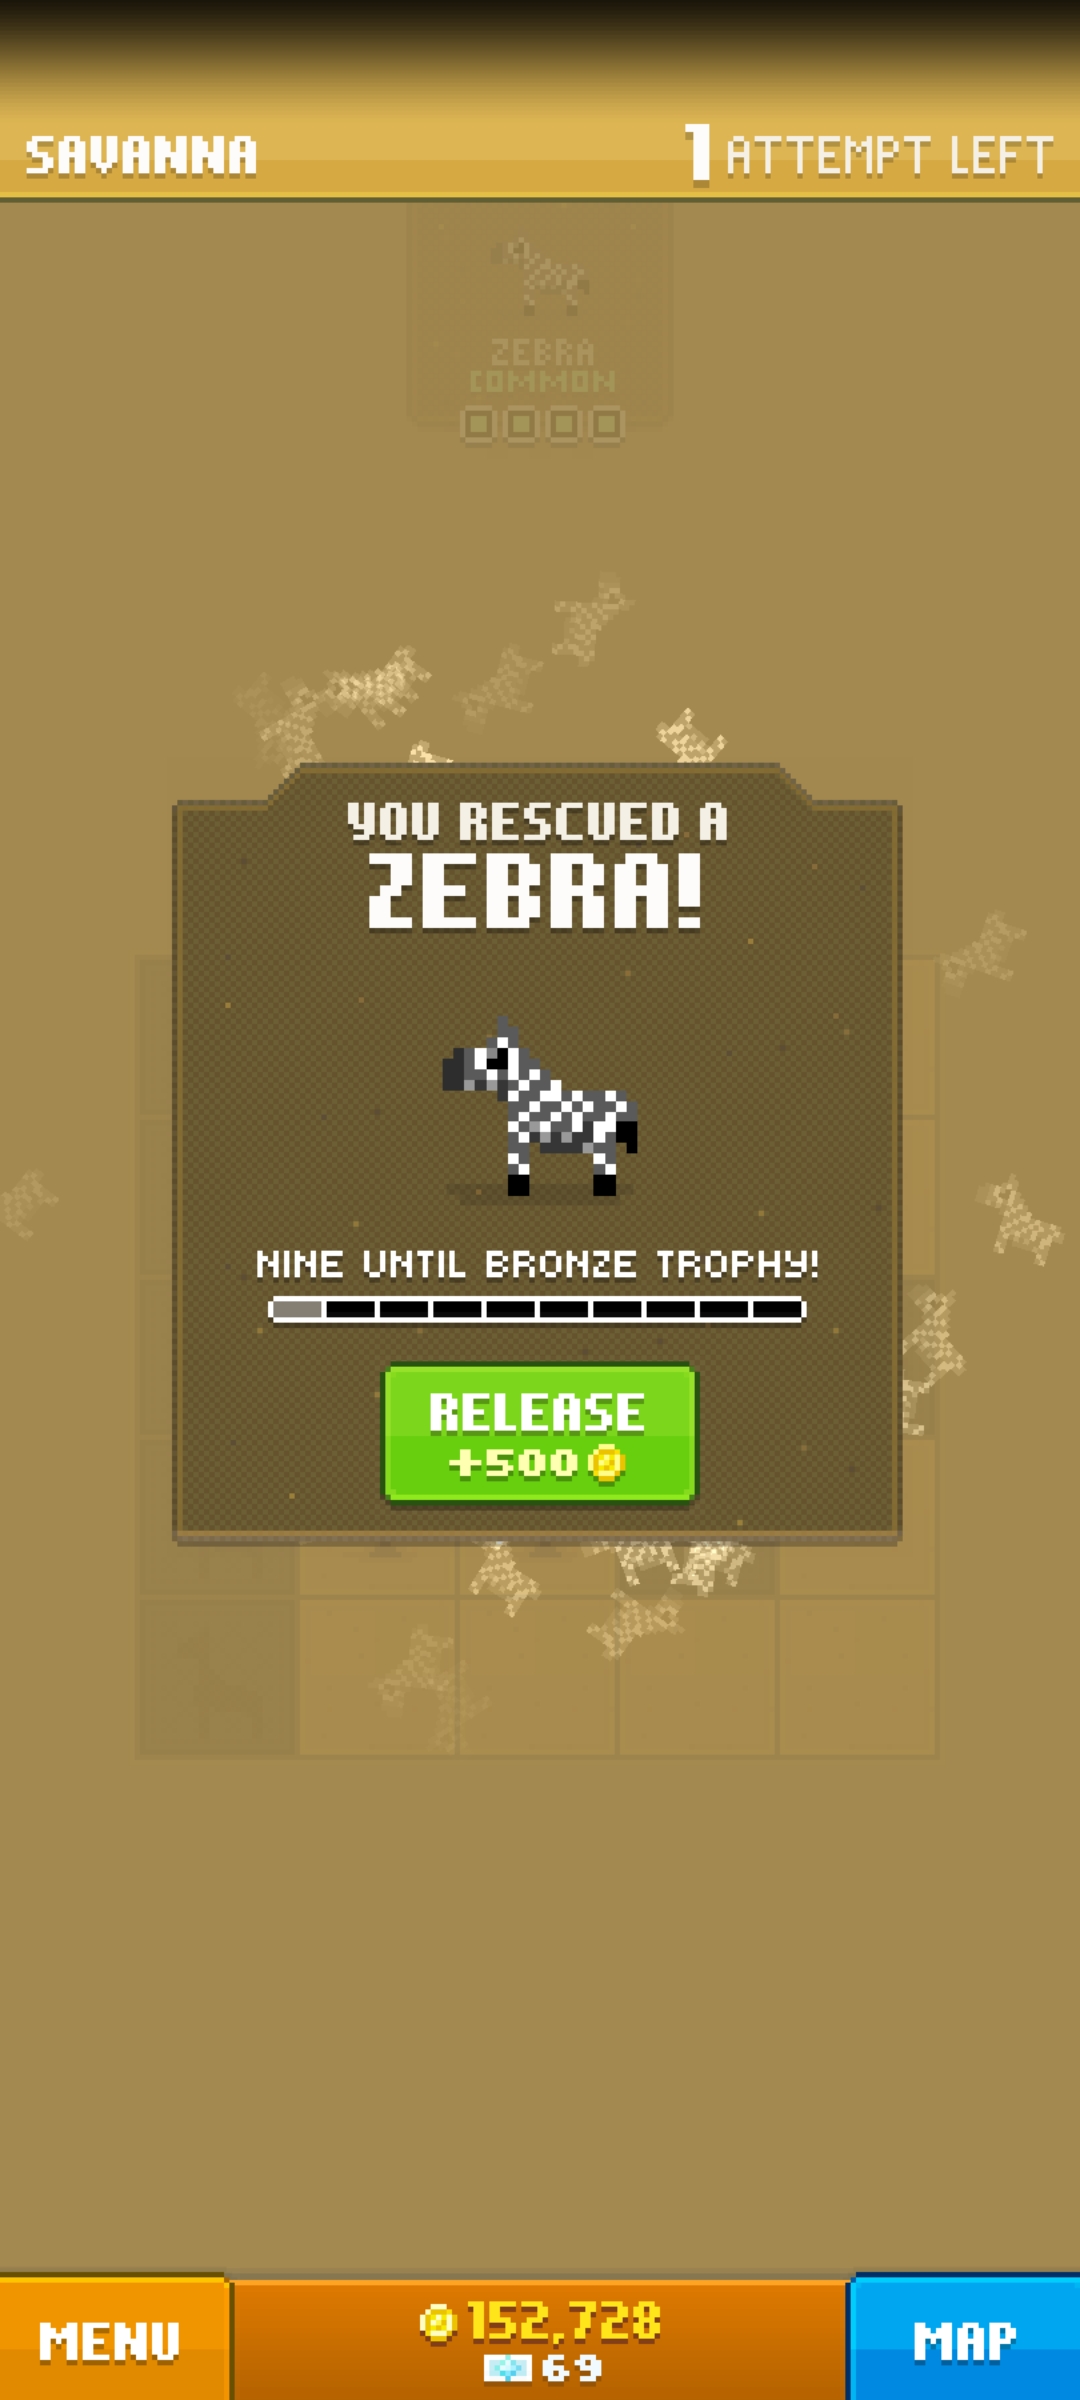 SAVANNA
1 ATTEMPT LEFT
ZEBRA
COMMON
YOU RESCUED A
ZEBRA!
NINE UNTIL BRONZE TROPHY!
RELEASE
+500
MENU
152,728
69
MAP